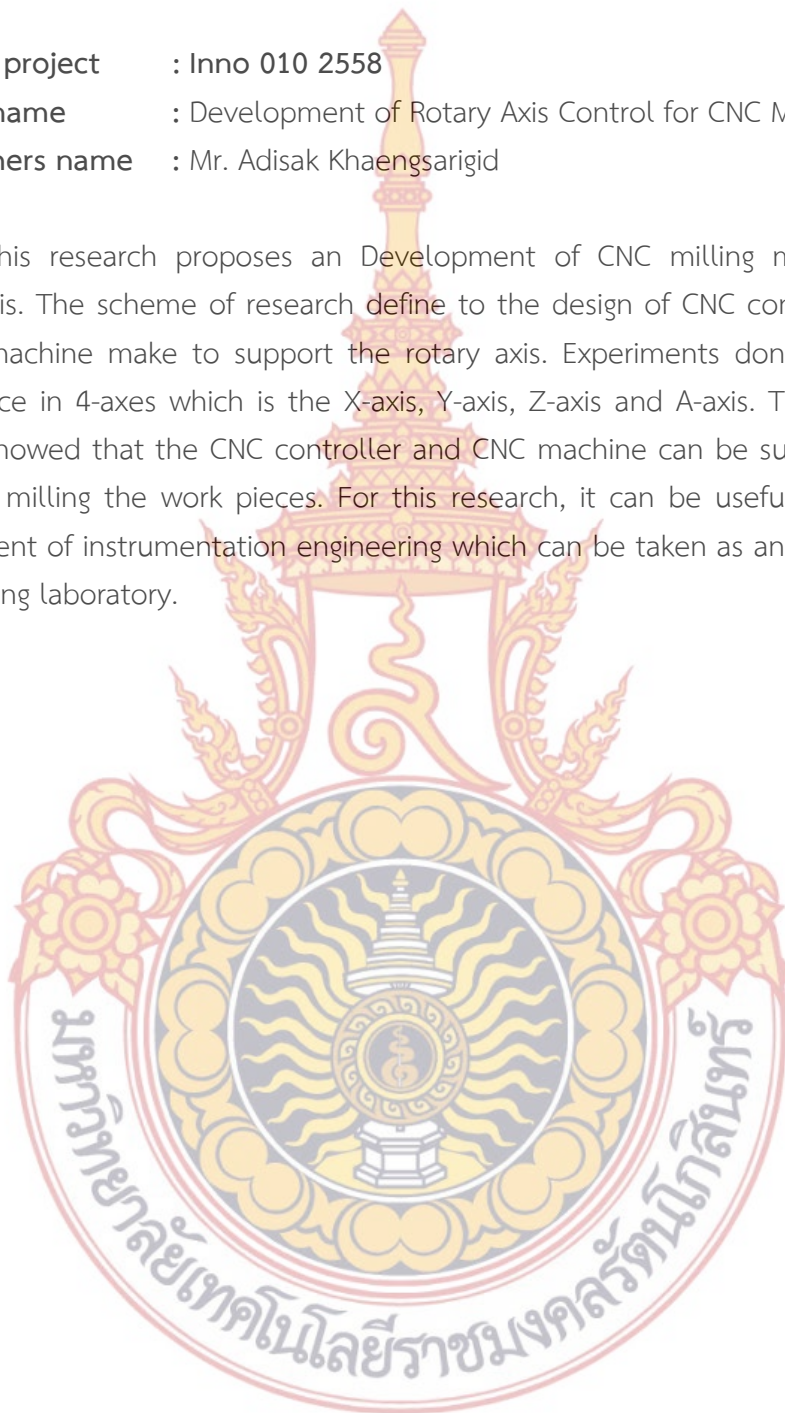 project : Inno 010 2558
name : Development of Rotary Axis Control for CNC M
ners name : Mr. Adisak Khaengsarigid
his research proposes an Development of CNC milling m
is. The scheme of research define to the design of CNC con
machine make to support the rotary axis. Experiments don
ce in 4-axes which is the X-axis, Y-axis, Z-axis and A-axis. T
howed that the CNC controller and CNC machine can be su
milling the work pieces. For this research, it can be usefu
ent of instrumentation engineering which can be taken as an
ng laboratory.
มหาวิทยาลัยเทคโนโลยีราชมงคลรัตนโกสินทร์